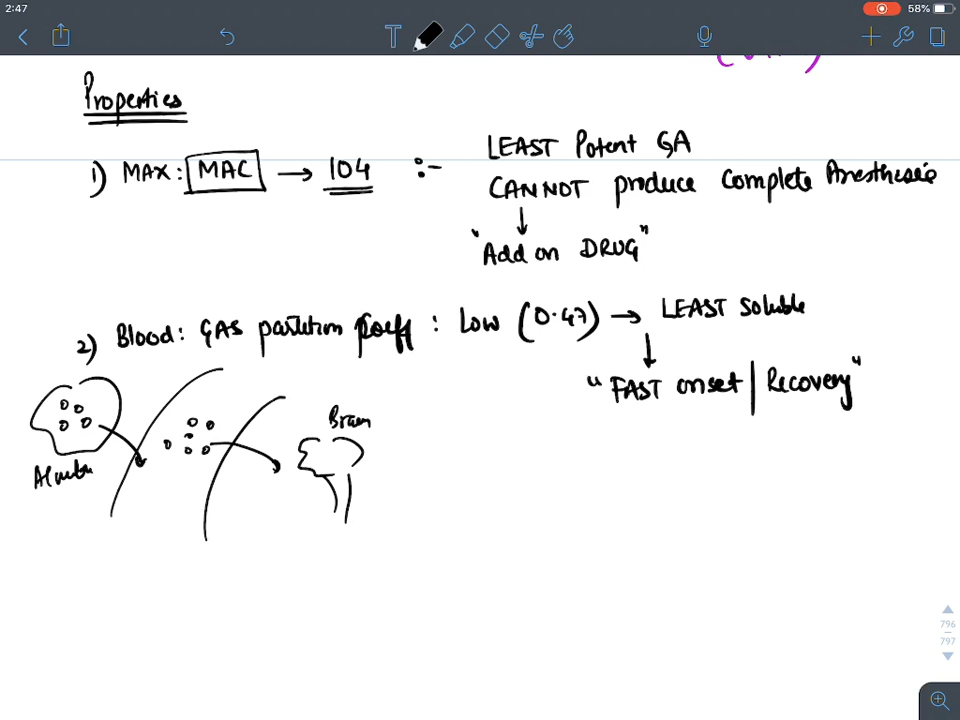 2:47
58%
T
Properties
1) MAX: MAC → 104 :- LEAST Potent GA
CANNOT produce complete Anesthesia
↓
"Add on DRUG"
2) Blood: GAS partition coeff : Low (0.47) → LEAST soluble
↓
"FAST onset | Recovery"
Brain
796
797